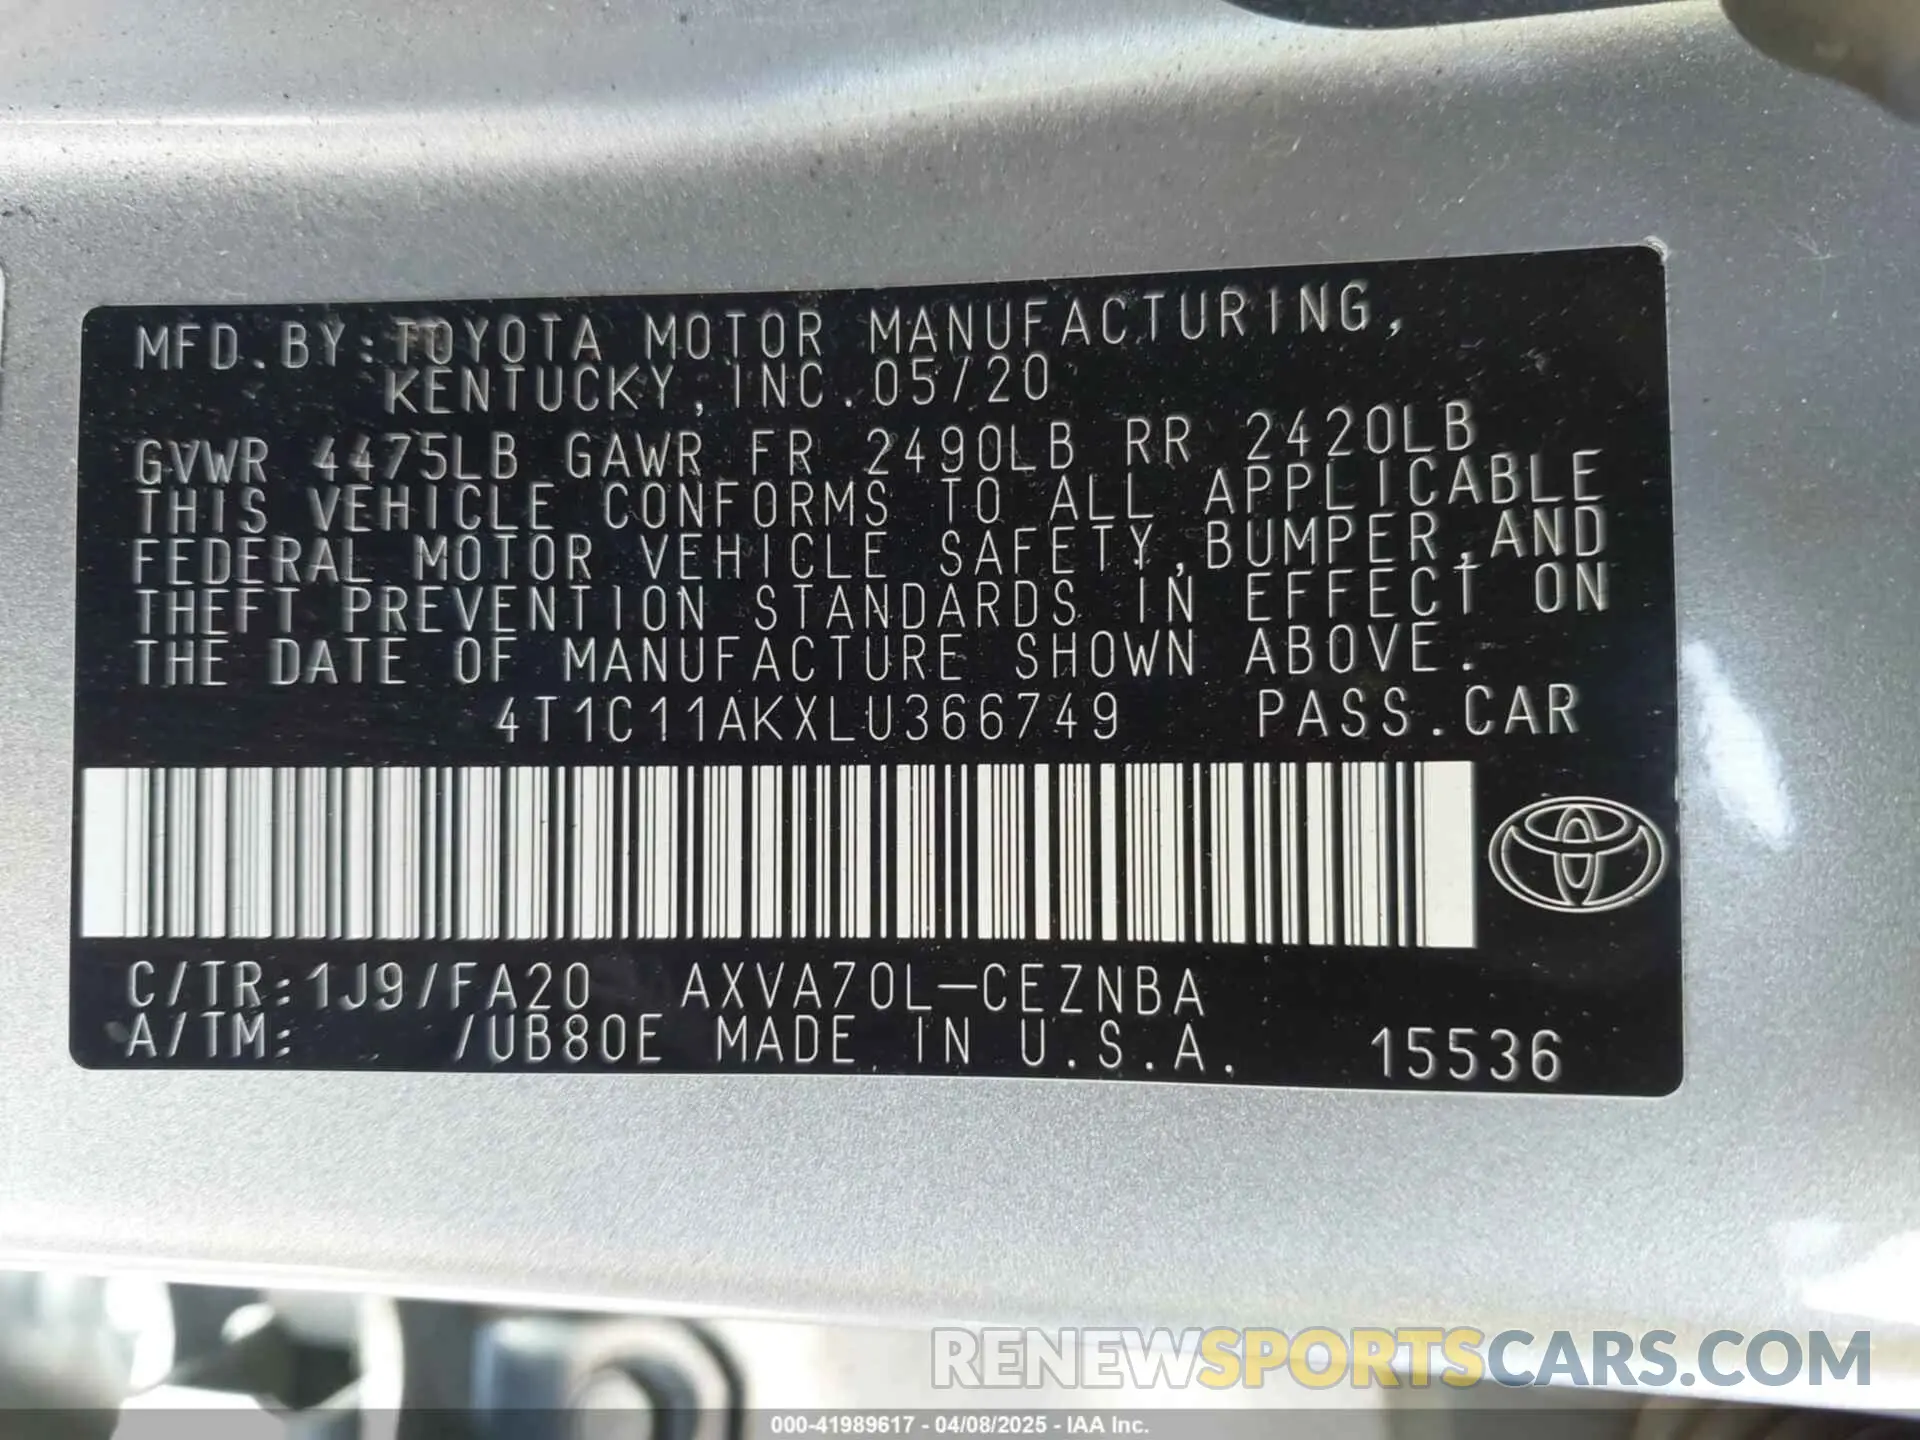 MFD.BY:TOYOTA MOTOR MANUFACTURING,
KENTUCKY, INC. 05/20
GVWR 4475LB GAWR FR 2490LB RR 2420LB
THIS VEHICLE CONFORMS TO ALL APPLICABLE
FEDERAL MOTOR VEHICLE SAFETY,BUMPER,AND
THEFT PREVENTION STANDARDS IN EFFECT ON
THE DATE OF MANUFACTURE SHOWN ABOVE.
4T1C11AKXLU366749 PASS.CAR
C/TR:1J9/FA20 AXVA70L-CEZNBA
A/TM: /UB80E MADE IN U.S.A. 15536
RENEWSPORTSCARS.COM
000-41989617 - 04/08/2025 - IAA Inc.